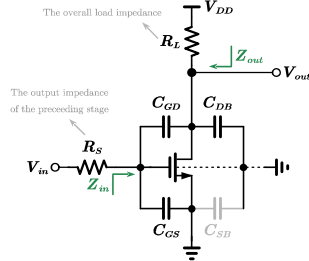 The overall load impedance
V_DD
R_L
Z_out
V_out
The output impedance
of the preceeding stage
C_GD
C_DB
R_S
V_in
Z_in
C_GS
C_SB